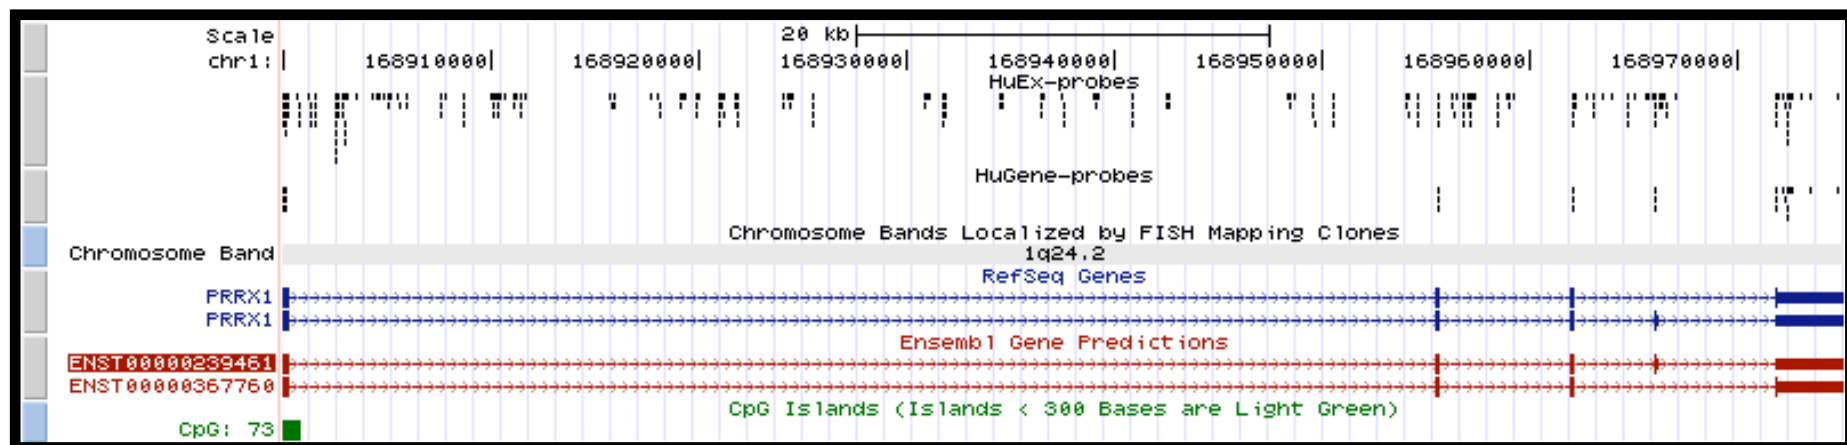 Scale 20 kb
chr1: 168910000 168920000 168930000 168940000 168950000 168960000 168970000
HuEx-probes
HuGene-probes
Chromosome Bands Localized by FISH Mapping Clones
Chromosome Band 1q24.2
RefSeq Genes
PRRX1
PRRX1
Ensembl Gene Predictions
ENST00000239461
ENST00000367760
CpG Islands (Islands < 300 Bases are Light Green)
CpG: 73